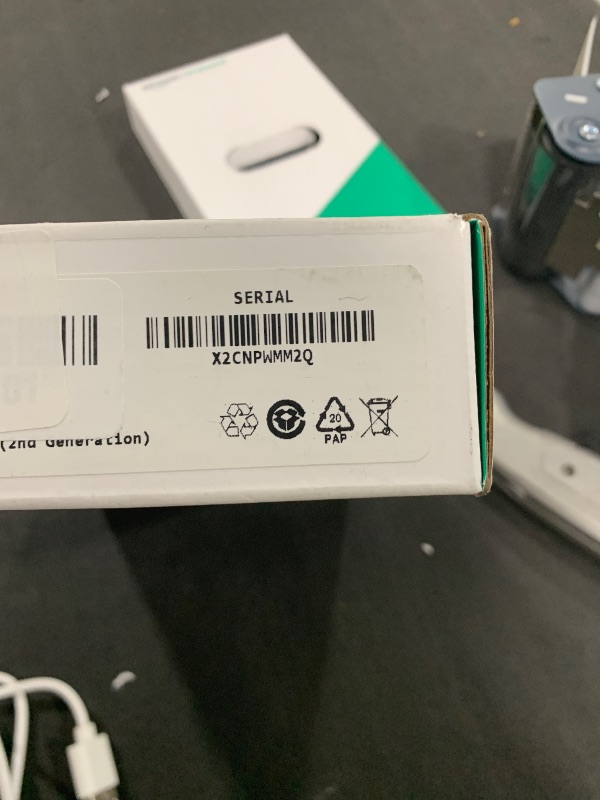 SERIAL
X2CNPWMM2Q
20
PAP
(2nd Generation)